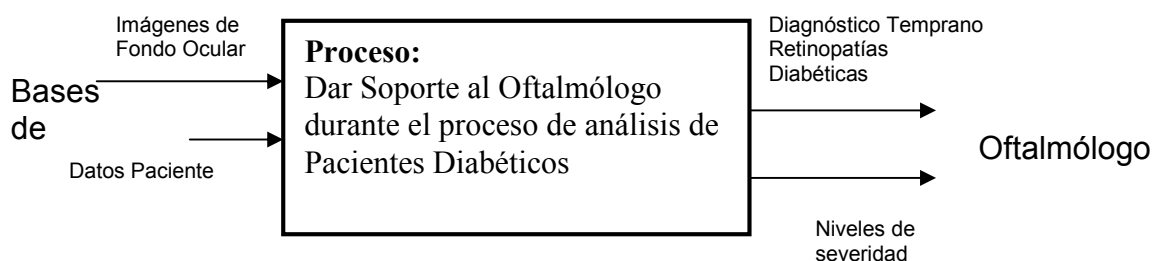 Imágenes de
Fondo Ocular
Bases
de
Datos Paciente
Proceso:
Dar Soporte al Oftalmólogo
durante el proceso de análisis de
Pacientes Diabéticos
Diagnóstico Temprano
Retinopatías
Diabéticas
Oftalmólogo
Niveles de
severidad